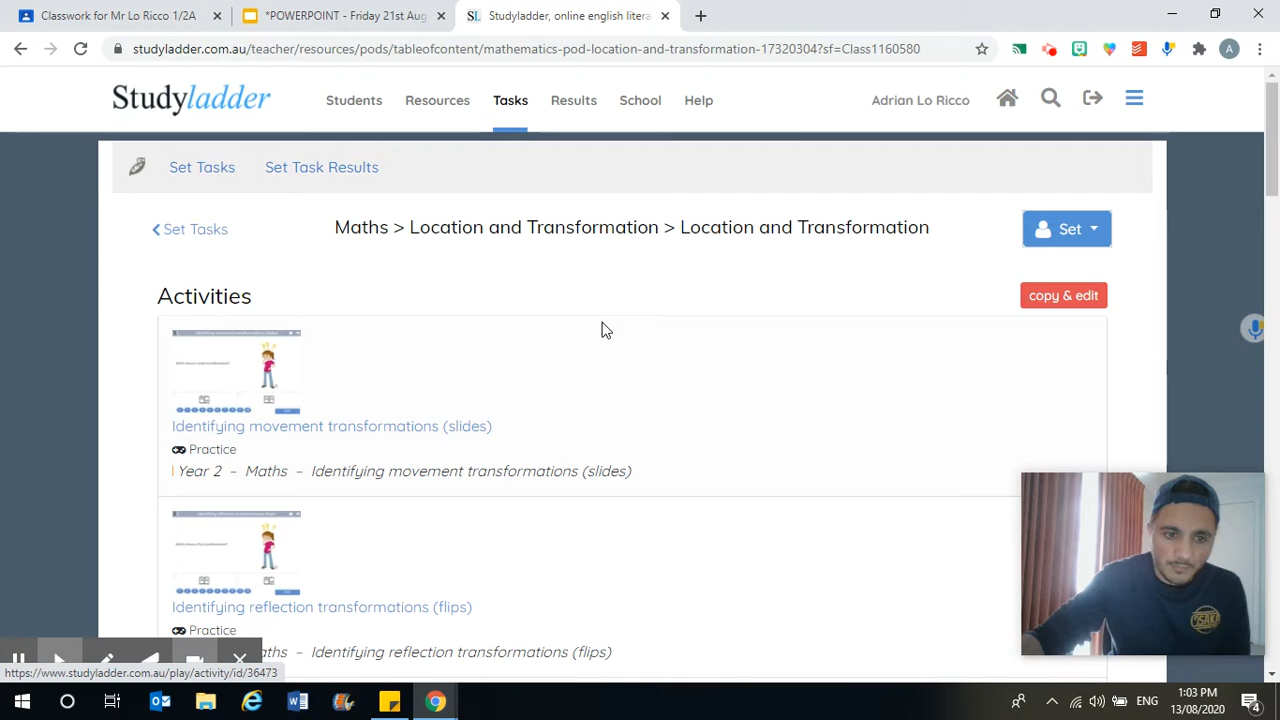 Classwork for Mr Lo Ricco 1/2A
*POWERPOINT - Friday 21st Aug
Studyladder, online english litera
studyladder.com.au/teacher/resources/pods/tableofcontent/mathematics-pod-location-and-transformation-17320304?sf=Class1160580
A
Studyladder
Students
Resources
Tasks
Results
School
Help
Adrian Lo Ricco
Set Tasks
Set Task Results
Set Tasks
Maths > Location and Transformation > Location and Transformation
Set
Activities
copy & edit
Identifying movement transformations (slides)
Practice
Year 2 – Maths – Identifying movement transformations (slides)
Identifying reflection transformations (flips)
Practice
aths – Identifying reflection transformations (flips)
https://www.studyladder.com.au/play/activity/id/36473
OSAKA
ENG
1:03 PM
13/08/2020
4